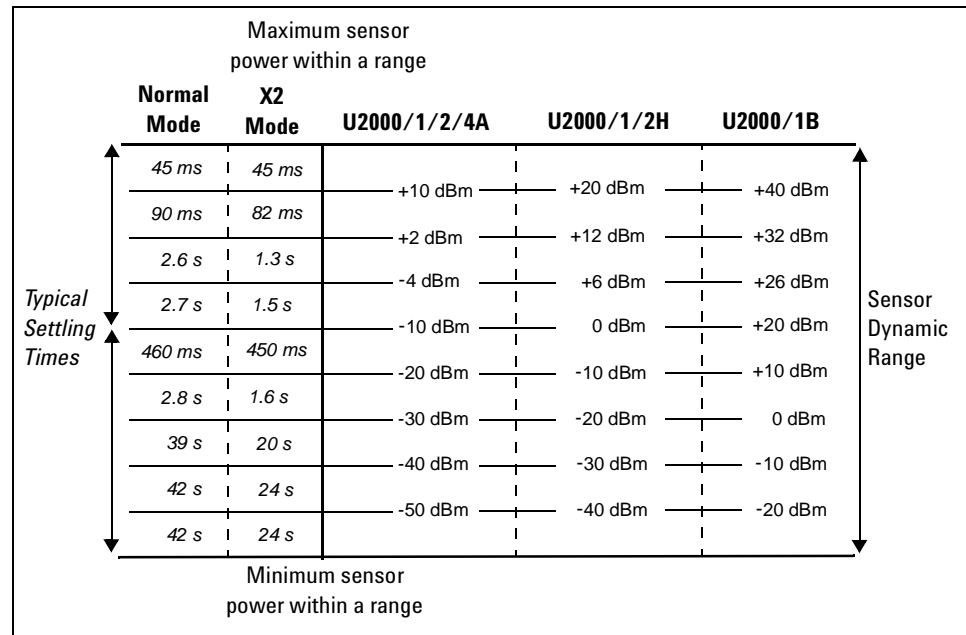 Maximum sensor
power within a range
Normal Mode X2 Mode U2000/1/2/4A U2000/1/2H U2000/1B
45 ms 45 ms
+10 dBm +20 dBm +40 dBm
90 ms 82 ms
+2 dBm +12 dBm +32 dBm
2.6 s 1.3 s
-4 dBm +6 dBm +26 dBm
2.7 s 1.5 s
-10 dBm 0 dBm +20 dBm
Typical
Settling
Times
Sensor
Dynamic
Range
460 ms 450 ms
-20 dBm -10 dBm +10 dBm
2.8 s 1.6 s
-30 dBm -20 dBm 0 dBm
39 s 20 s
-40 dBm -30 dBm -10 dBm
42 s 24 s
-50 dBm -40 dBm -20 dBm
42 s 24 s
Minimum sensor
power within a range